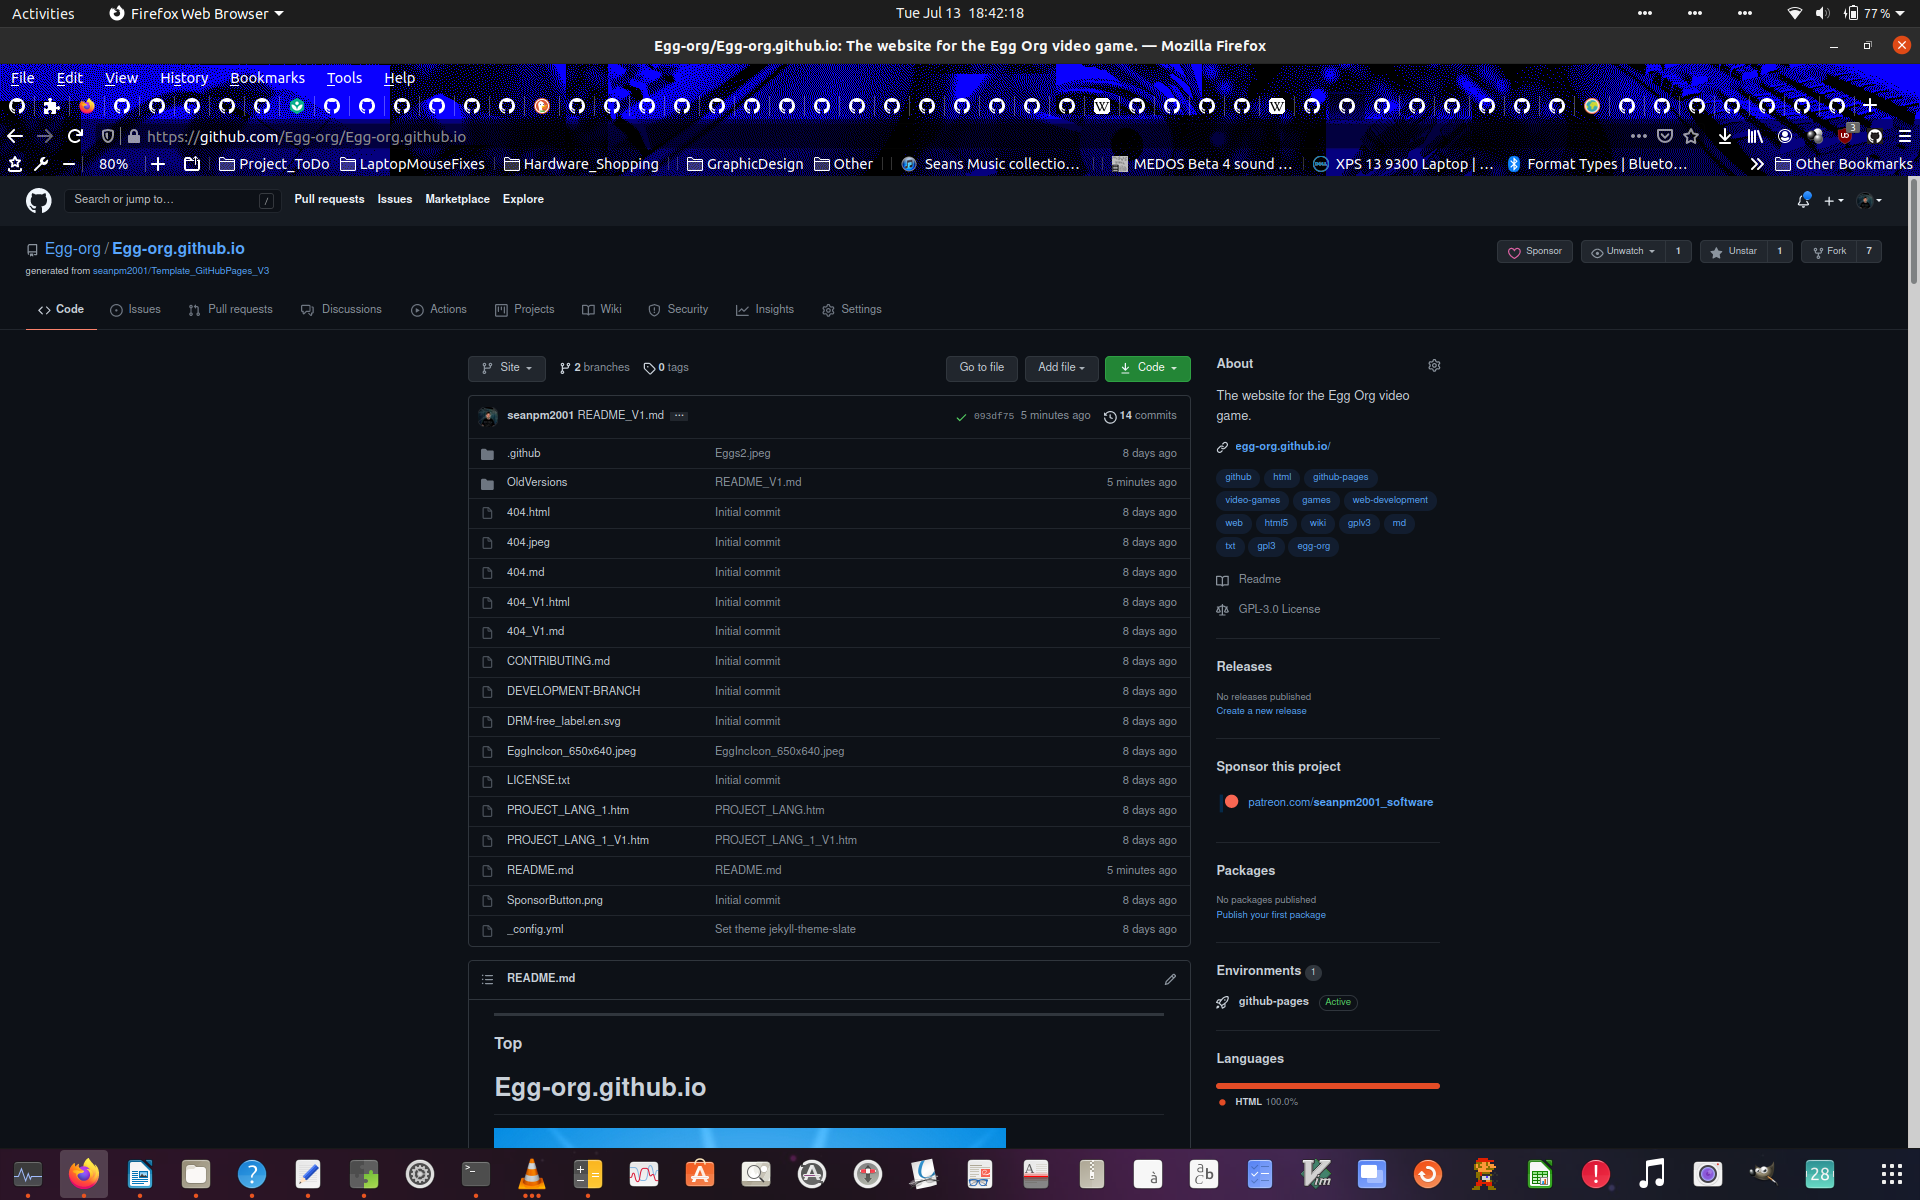 Activities Firefox Web Browser Tue Jul 13 18:42:18 77 %
Egg-org/Egg-org.github.io: The website for the Egg Org video game. — Mozilla Firefox
File Edit View History Bookmarks Tools Help
https://github.com/Egg-org/Egg-org.github.io 3
80% Project_ToDo LaptopMouseFixes Hardware_Shopping GraphicDesign Other Seans Music collectio… MEDOS Beta 4 sound … XPS 13 9300 Laptop | … Format Types | Blueto… Other Bookmarks
Search or jump to… / Pull requests Issues Marketplace Explore
Egg-org / Egg-org.github.io Sponsor Unwatch 1 Unstar 1 Fork 7
generated from seanpm2001/Template_GitHubPages_V3
Code Issues Pull requests Discussions Actions Projects Wiki Security Insights Settings
Site 2 branches 0 tags Go to file Add file Code
seanpm2001 README_V1.md ... 093df75 5 minutes ago 14 commits
.github Eggs2.jpeg 8 days ago
OldVersions README_V1.md 5 minutes ago
404.html Initial commit 8 days ago
404.jpeg Initial commit 8 days ago
404.md Initial commit 8 days ago
404_V1.html Initial commit 8 days ago
404_V1.md Initial commit 8 days ago
CONTRIBUTING.md Initial commit 8 days ago
DEVELOPMENT-BRANCH Initial commit 8 days ago
DRM-free_label.en.svg Initial commit 8 days ago
EggIncIcon_650x640.jpeg EggIncIcon_650x640.jpeg 8 days ago
LICENSE.txt Initial commit 8 days ago
PROJECT_LANG_1.htm PROJECT_LANG.htm 8 days ago
PROJECT_LANG_1_V1.htm PROJECT_LANG_1_V1.htm 8 days ago
README.md README.md 5 minutes ago
SponsorButton.png Initial commit 8 days ago
_config.yml Set theme jekyll-theme-slate 8 days ago
README.md
Top
Egg-org.github.io
About
The website for the Egg Org video
game.
egg-org.github.io/
github html github-pages
video-games games web-development
web html5 wiki gplv3 md
txt gpl3 egg-org
Readme
GPL-3.0 License
Releases
No releases published
Create a new release
Sponsor this project
patreon.com/seanpm2001_software
Packages
No packages published
Publish your first package
Environments 1
github-pages Active
Languages
HTML 100.0%
28